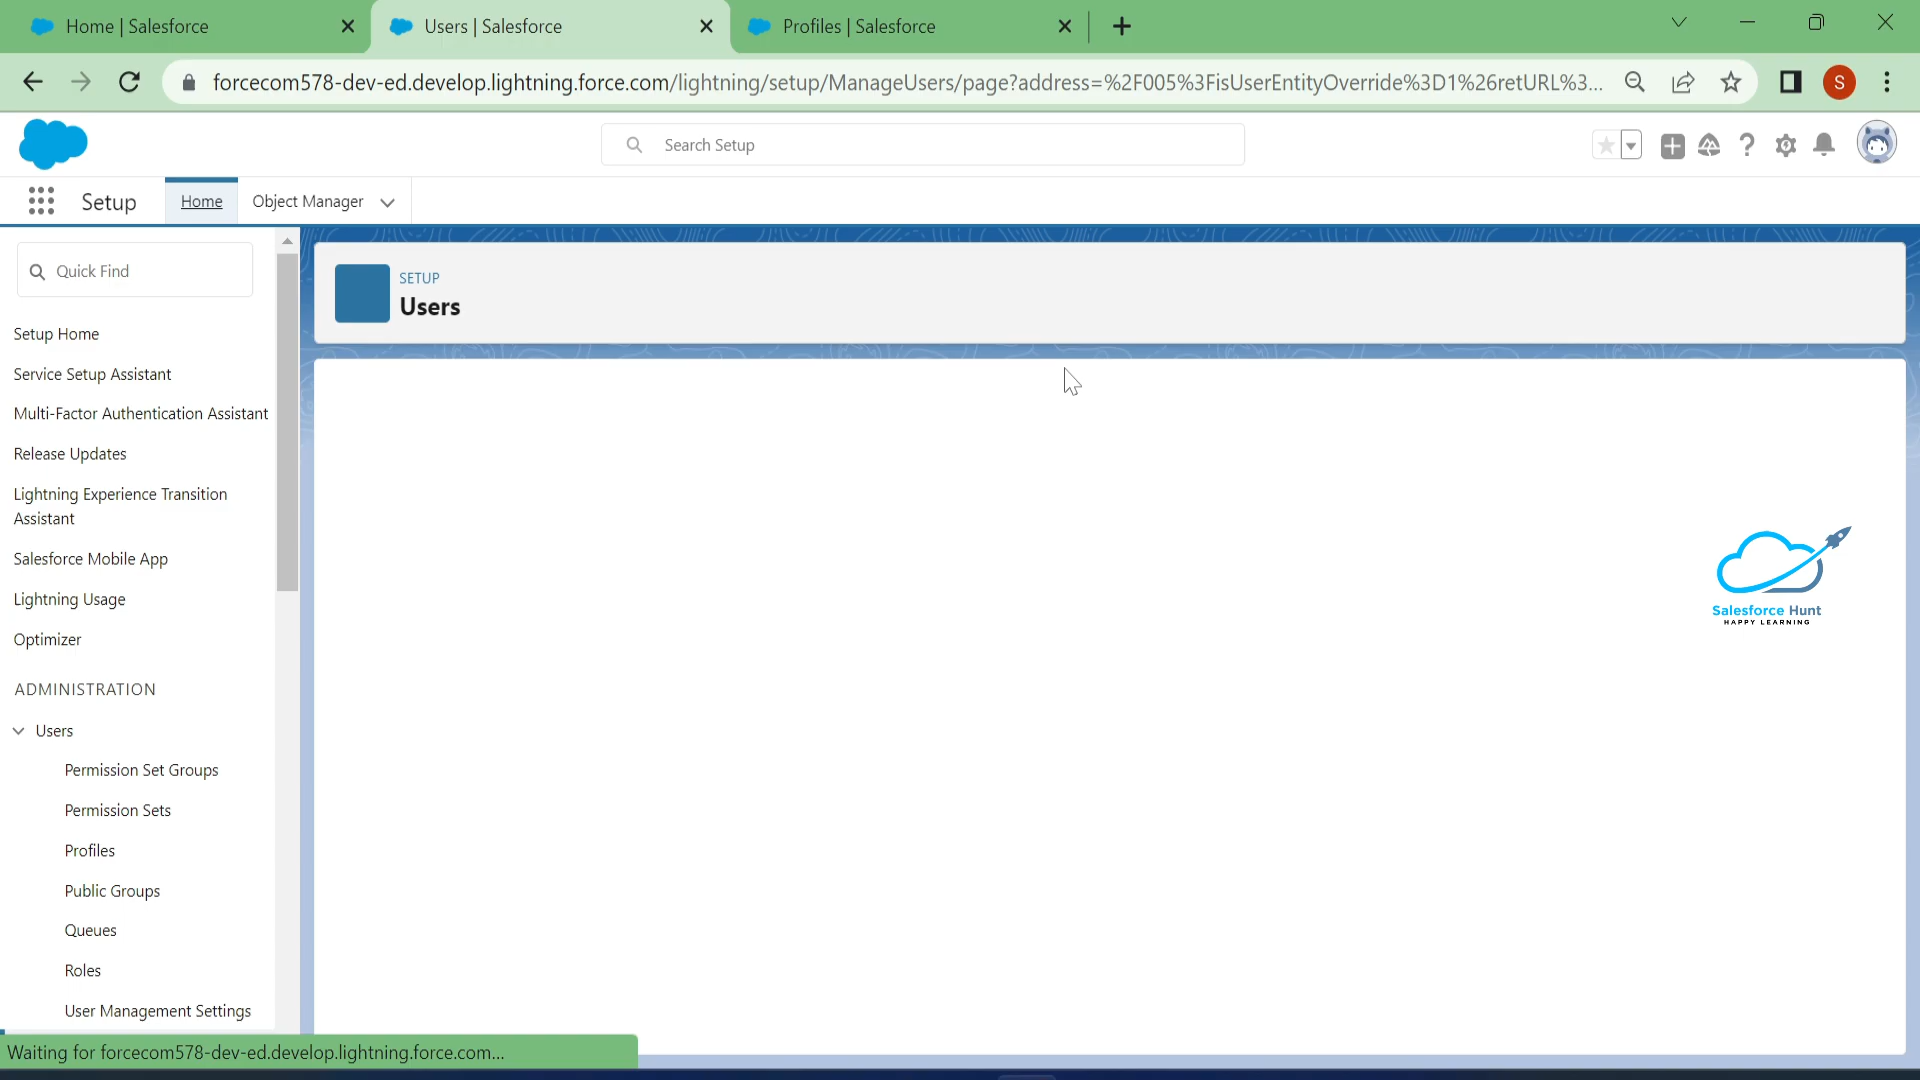 Home | Salesforce
Users | Salesforce
Profiles | Salesforce
forcecom578-dev-ed.develop.lightning.force.com/lightning/setup/ManageUsers/page?address=%2F005%3FisUserEntityOverride%3D1%26retURL%3...
S
Search Setup
Setup
Home
Object Manager
Quick Find
SETUP
Users
Setup Home
Service Setup Assistant
Multi-Factor Authentication Assistant
Release Updates
Lightning Experience Transition
Assistant
Salesforce Mobile App
Lightning Usage
Optimizer
ADMINISTRATION
Users
Permission Set Groups
Permission Sets
Profiles
Public Groups
Queues
Roles
User Management Settings
Salesforce Hunt
HAPPY LEARNING
Waiting for forcecom578-dev-ed.develop.lightning.force.com...